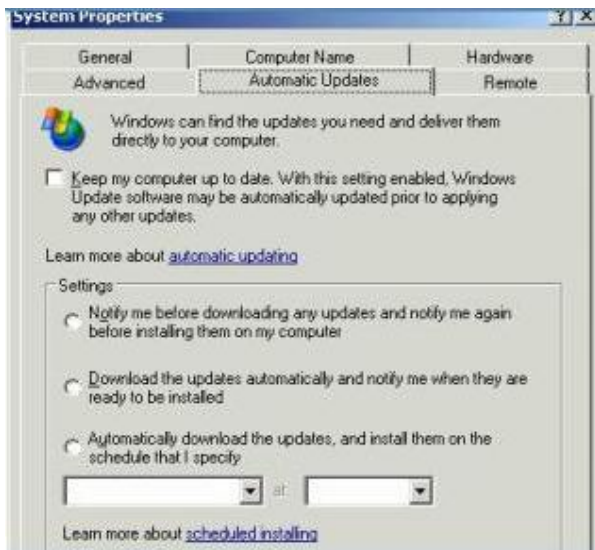 System Properties
General Computer Name Hardware
Advanced Automatic Updates Remote
Windows can find the updates you need and deliver them
directly to your computer.
Keep my computer up to date. With this setting enabled, Windows
Update software may be automatically updated prior to applying
any other updates.
Learn more about automatic updating
Settings
Notify me before downloading any updates and notify me again
before installing them on my computer
Download the updates automatically and notify me when they are
ready to be installed
Automatically download the updates, and install them on the
schedule that I specify
at
Learn more about scheduled installing